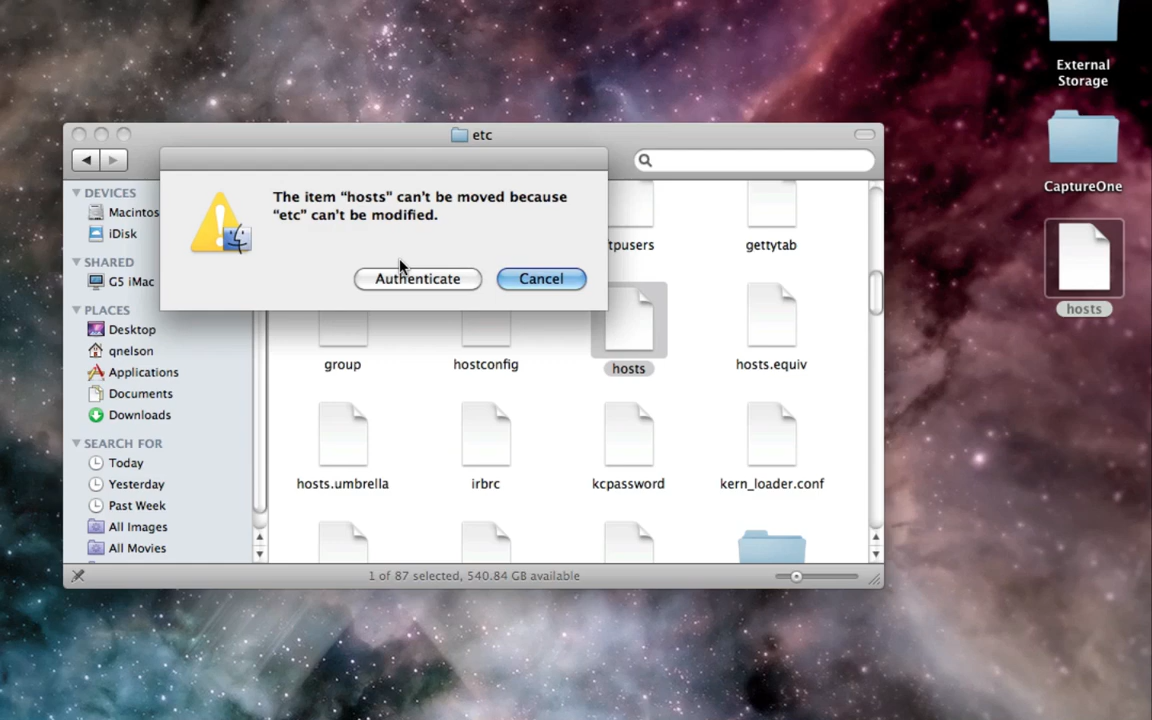 External
Storage
CaptureOne
hosts
etc
The item “hosts” can’t be moved because
“etc” can’t be modified.
Authenticate
Cancel
DEVICES
Macintos
iDisk
SHARED
G5 iMac
PLACES
Desktop
qnelson
Applications
Documents
Downloads
SEARCH FOR
Today
Yesterday
Past Week
All Images
All Movies
tpusers
gettytab
group
hostconfig
hosts
hosts.equiv
hosts.umbrella
irbrc
kcpassword
kern_loader.conf
1 of 87 selected, 540.84 GB available